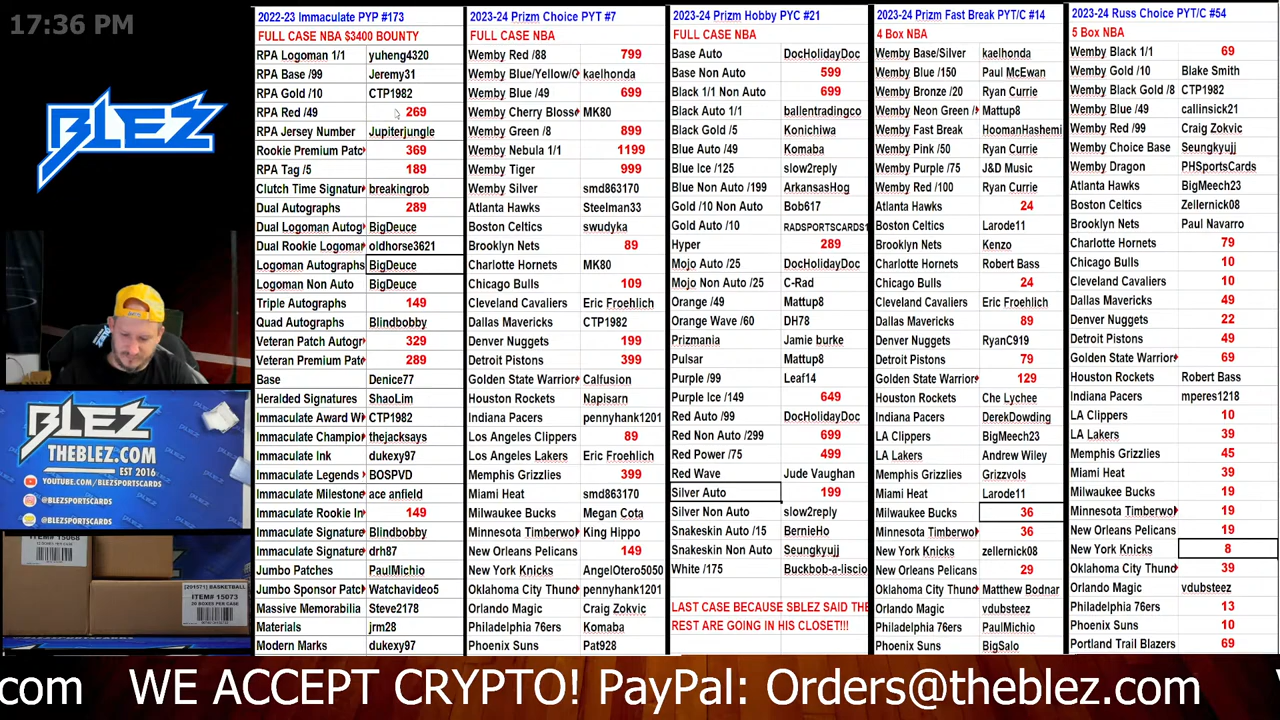 17:36 PM
BLEZ
BLEZ
THEBLEZ.COM
EST 2016
YOUTUBE.COM/BLEZSPORTSCARDS
@BLEZSPORTSCARDS
@BLEZSPORTSCARDS
ITEM# 15068
[291571] BASKETBALL
ITEM# 15073
20 BOXES PER CASE
2022-23 Immaculate PYP #173
FULL CASE NBA $3400 BOUNTY
RPA Logoman 1/1 yuheng4320
RPA Base /99 Jeremy31
RPA Gold /10 CTP1982
RPA Red /49 269
RPA Jersey Number Jupiterjungle
Rookie Premium Patc 369
RPA Tag /5 189
Clutch Time Signatur breakingrob
Dual Autographs 289
Dual Logoman Autog BigDeuce
Dual Rookie Logoma oldhorse3621
Logoman Autographs BigDeuce
Logoman Non Auto BigDeuce
Triple Autographs 149
Quad Autographs Blindbobby
Veteran Patch Autogr 329
Veteran Premium Pat 289
Base Denice77
Heralded Signatures ShaoLim
Immaculate Award Wi CTP1982
Immaculate Champio thejacksays
Immaculate Ink dukexy97
Immaculate Legends BOSPVD
Immaculate Milestone ace anfield
Immaculate Rookie In 149
Immaculate Signature Blindbobby
Immaculate Signature drh87
Jumbo Patches PaulMichio
Jumbo Sponsor Patc Watchavideo5
Massive Memorabilia Steve2178
Materials jrm28
Modern Marks dukexy97
2023-24 Prizm Choice PYT #7
FULL CASE NBA
Wemby Red /88 799
Wemby Blue/Yellow/G kaelhonda
Wemby Blue /49 699
Wemby Cherry Bloss MK80
Wemby Green /8 899
Wemby Nebula 1/1 1199
Wemby Tiger 999
Wemby Silver smd863170
Atlanta Hawks Steelman33
Boston Celtics swudyka
Brooklyn Nets 89
Charlotte Hornets MK80
Chicago Bulls 109
Cleveland Cavaliers Eric Froehlich
Dallas Mavericks CTP1982
Denver Nuggets 199
Detroit Pistons 399
Golden State Warrior Calfusion
Houston Rockets Napisarn
Indiana Pacers pennyhank1201
Los Angeles Clippers 89
Los Angeles Lakers Eric Froehlich
Memphis Grizzlies 399
Miami Heat smd863170
Milwaukee Bucks Megan Cota
Minnesota Timberwo King Hippo
New Orleans Pelicans 149
New York Knicks AngelOtero5050
Oklahoma City Thund pennyhank1201
Orlando Magic Craig Zokvic
Philadelphia 76ers Komaba
Phoenix Suns Pat928
2023-24 Prizm Hobby PYC #21
FULL CASE NBA
Base Auto DocHolidayDoc
Base Non Auto 599
Black 1/1 Non Auto 699
Black Auto 1/1 ballentradingco
Black Gold /5 Konichiwa
Blue Auto /49 Komaba
Blue Ice /125 slow2reply
Blue Non Auto /199 ArkansasHog
Gold /10 Non Auto Bob617
Gold Auto /10 RADSPORTSCARDS1
Hyper 289
Mojo Auto /25 DocHolidayDoc
Mojo Non Auto /25 C-Rad
Orange /49 Mattup8
Orange Wave /60 DH78
Prizmania Jamie burke
Pulsar Mattup8
Purple /99 Leaf14
Purple Ice /149 649
Red Auto /99 DocHolidayDoc
Red Non Auto /299 699
Red Power /75 499
Red Wave Jude Vaughan
Silver Auto 199
Silver Non Auto slow2reply
Snakeskin Auto /15 BernieHo
Snakeskin Non Auto Seungkyujj
White /175 Buckbob-a-liscio
LAST CASE BECAUSE SBLEZ SAID THE
REST ARE GOING IN HIS CLOSET!!!
2023-24 Prizm Fast Break PYT/C #14
4 Box NBA
Wemby Base/Silver kaelhonda
Wemby Blue /150 Paul McEwan
Wemby Bronze /20 Ryan Currie
Wemby Neon Green / Mattup8
Wemby Fast Break HoomanHashemi
Wemby Pink /50 Ryan Currie
Wemby Purple /75 J&D Music
Wemby Red /100 Ryan Currie
Atlanta Hawks 24
Boston Celtics Larode11
Brooklyn Nets Kenzo
Charlotte Hornets Robert Bass
Chicago Bulls 24
Cleveland Cavaliers Eric Froehlich
Dallas Mavericks 89
Denver Nuggets RyanC919
Detroit Pistons 79
Golden State Warrior 129
Houston Rockets Che Lychee
Indiana Pacers DerekDowding
LA Clippers BigMeech23
LA Lakers Andrew Wiley
Memphis Grizzlies Grizzvols
Miami Heat Larode11
Milwaukee Bucks 36
Minnesota Timberwo 36
New York Knicks zellernick08
New Orleans Pelicans 29
Oklahoma City Thund Matthew Bodnar
Orlando Magic vdubsteez
Philadelphia 76ers PaulMichio
Phoenix Suns BigSalo
2023-24 Russ Choice PYT/C #54
5 Box NBA
Wemby Black 1/1 69
Wemby Gold /10 Blake Smith
Wemby Black Gold /8 CTP1982
Wemby Blue /49 callinsick21
Wemby Red /99 Craig Zokvic
Wemby Choice Base Seungkyujj
Wemby Dragon PHSportsCards
Atlanta Hawks BigMeech23
Boston Celtics Zellernick08
Brooklyn Nets Paul Navarro
Charlotte Hornets 79
Chicago Bulls 10
Cleveland Cavaliers 10
Dallas Mavericks 49
Denver Nuggets 22
Detroit Pistons 49
Golden State Warrior 69
Houston Rockets Robert Bass
Indiana Pacers mperes1218
LA Clippers 10
LA Lakers 39
Memphis Grizzlies 45
Miami Heat 39
Milwaukee Bucks 19
Minnesota Timberwo 19
New Orleans Pelicans 19
New York Knicks 8
Oklahoma City Thund 39
Orlando Magic vdubsteez
Philadelphia 76ers 13
Phoenix Suns 10
Portland Trail Blazers 69
com WE ACCEPT CRYPTO! PayPal: Orders@theblez.com